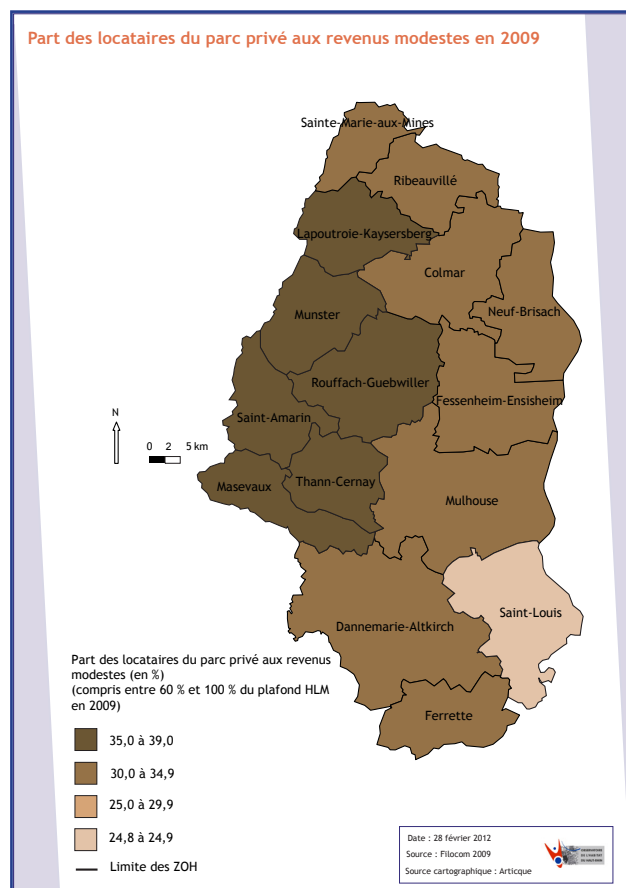 Part des locataires du parc privé aux revenus modestes en 2009
Sainte-Marie-aux-Mines
Ribeauvillé
Lapoutroie-Kaysersberg
Colmar
Neuf-Brisach
Munster
Rouffach-Guebwiller
Fessenheim-Ensisheim
Saint-Amarin
N
0 2 5 km
Masevaux
Thann-Cernay
Mulhouse
Saint-Louis
Dannemarie-Altkirch
Ferrette
Part des locataires du parc privé aux revenus
modestes (en %)
(compris entre 60 % et 100 % du plafond HLM
en 2009)
35,0 à 39,0
30,0 à 34,9
25,0 à 29,9
24,8 à 24,9
Limite des ZOH
Date : 28 février 2012
Source : Filocom 2009
Source cartographique : Articque